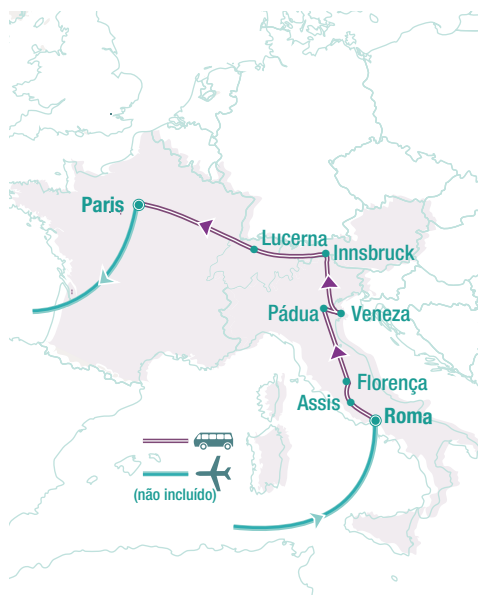 Paris
Lucerna
Innsbruck
Pádua
Veneza
Florença
Assis
Roma
(não incluído)